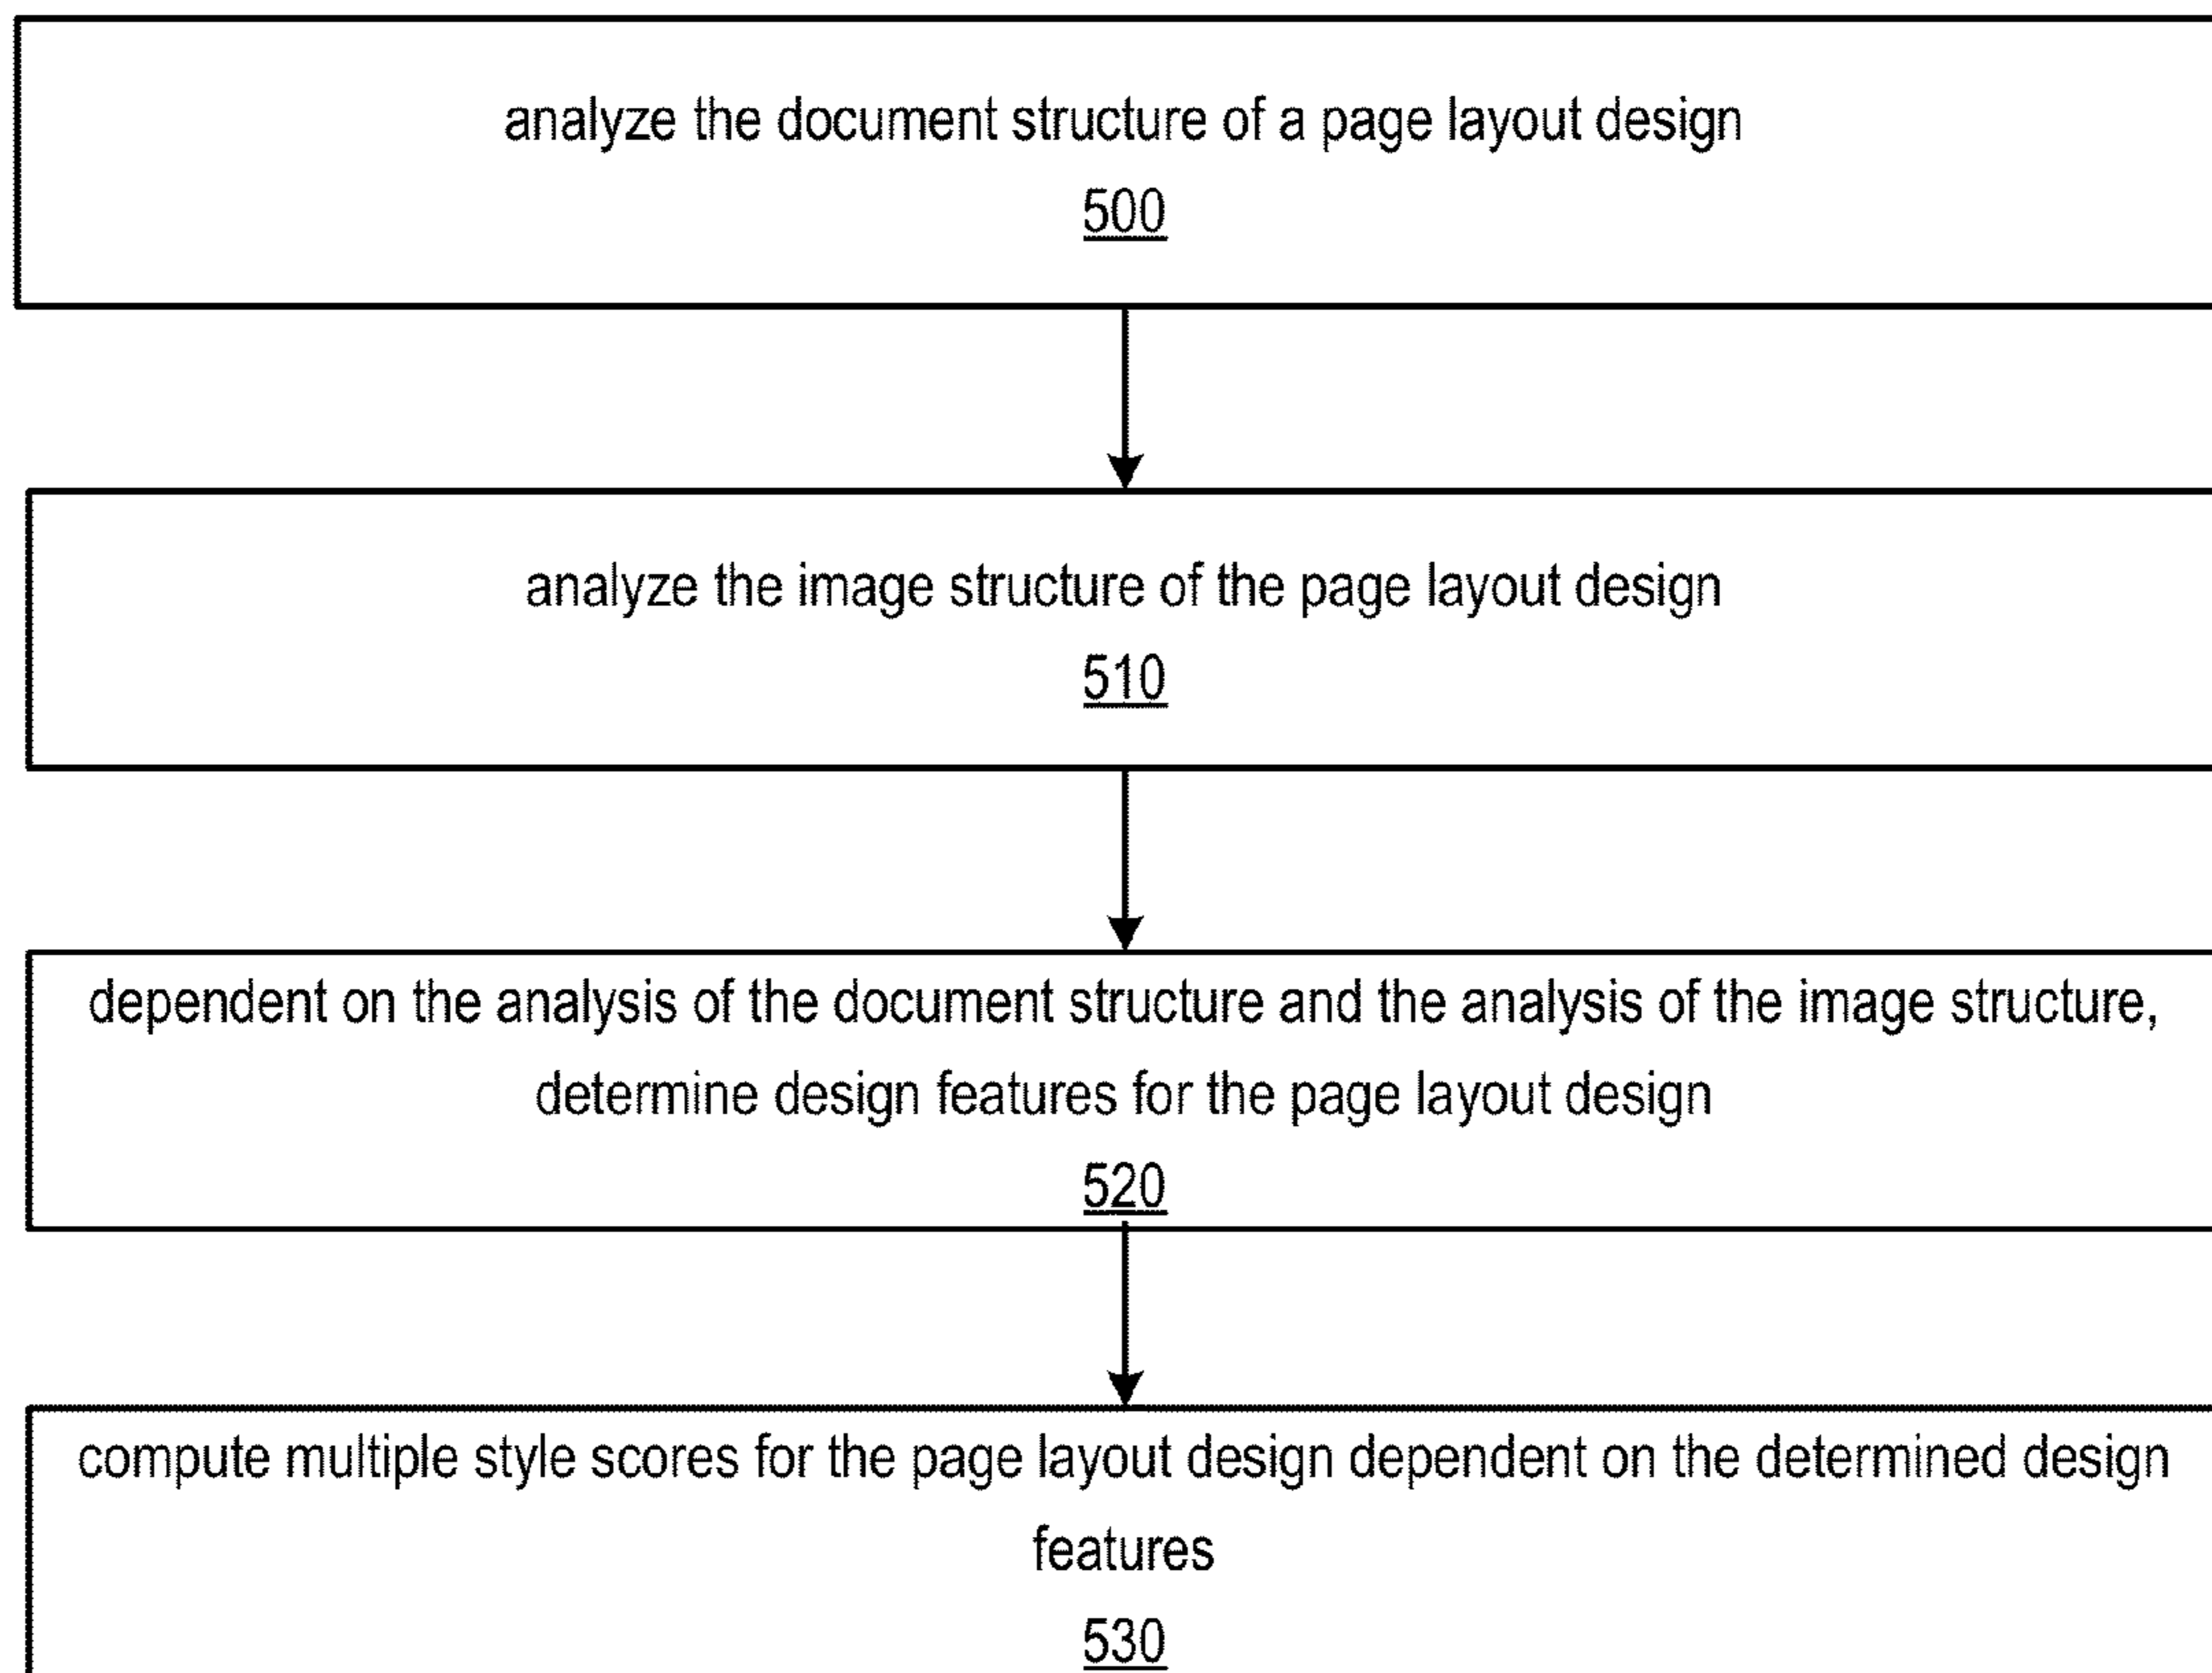 analyze the document structure of a page layout design
500
analyze the image structure of the page layout design
510
dependent on the analysis of the document structure and the analysis of the image structure,
determine design features for the page layout design
520
compute multiple style scores for the page layout design dependent on the determined design
features
530